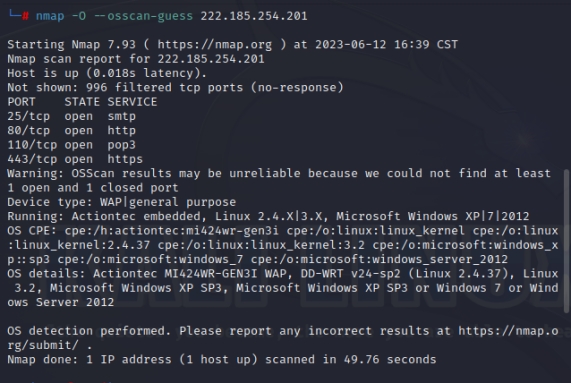 └─# nmap -O --osscan-guess 222.185.254.201
Starting Nmap 7.93 ( https://nmap.org ) at 2023-06-12 16:39 CST
Nmap scan report for 222.185.254.201
Host is up (0.018s latency).
Not shown: 996 filtered tcp ports (no-response)
PORT    STATE SERVICE
25/tcp  open  smtp
80/tcp  open  http
110/tcp open  pop3
443/tcp open  https
Warning: OSScan results may be unreliable because we could not find at least
1 open and 1 closed port
Device type: WAP|general purpose
Running: Actiontec embedded, Linux 2.4.X|3.X, Microsoft Windows XP|7|2012
OS CPE: cpe:/h:actiontec:mi424wr-gen3i cpe:/o:linux:linux_kernel cpe:/o:linux
:linux_kernel:2.4.37 cpe:/o:linux:linux_kernel:3.2 cpe:/o:microsoft:windows_x
p::sp3 cpe:/o:microsoft:windows_7 cpe:/o:microsoft:windows_server_2012
OS details: Actiontec MI424WR-GEN3I WAP, DD-WRT v24-sp2 (Linux 2.4.37), Linux
 3.2, Microsoft Windows XP SP3, Microsoft Windows XP SP3 or Windows 7 or Wind
ows Server 2012
OS detection performed. Please report any incorrect results at https://nmap.o
rg/submit/ .
Nmap done: 1 IP address (1 host up) scanned in 49.76 seconds